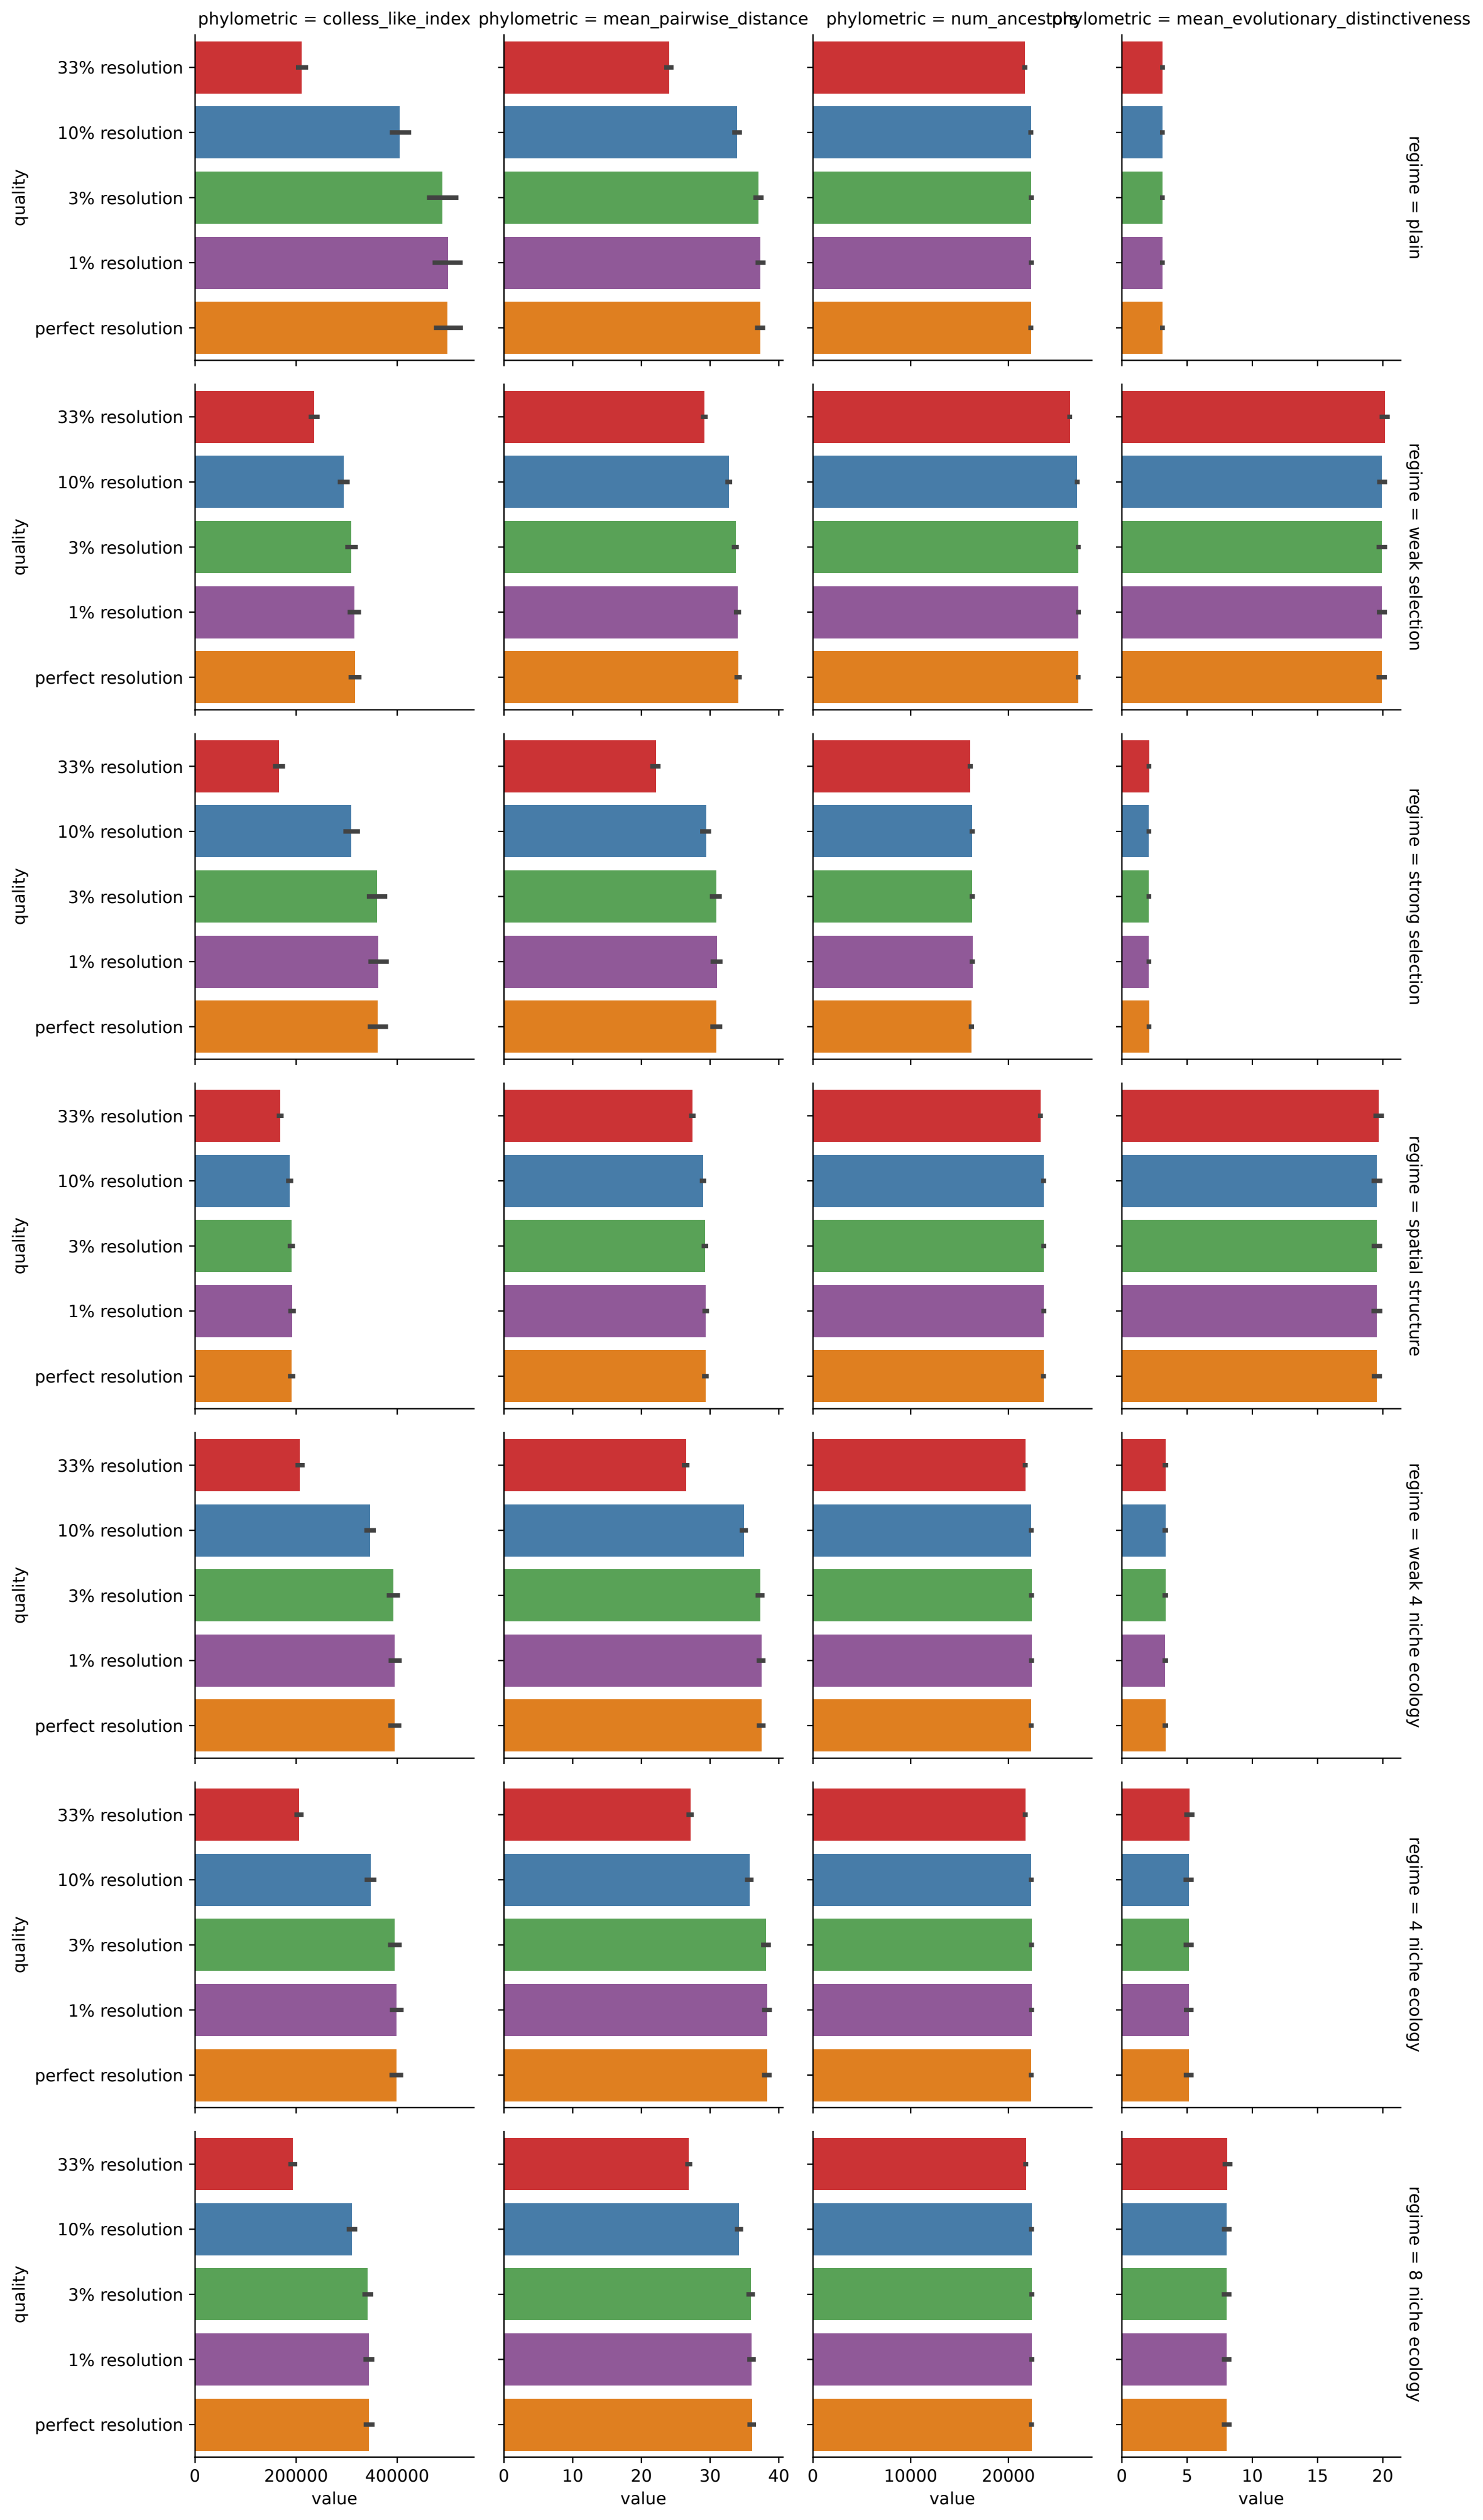 phylometric = colless_like_index
phylometric = mean_pairwise_distance
phylometric = num_ancestors
phylometric = mean_evolutionary_distinctiveness
quality
33% resolution
10% resolution
3% resolution
1% resolution
perfect resolution
regime = plain
quality
33% resolution
10% resolution
3% resolution
1% resolution
perfect resolution
regime = weak selection
quality
33% resolution
10% resolution
3% resolution
1% resolution
perfect resolution
regime = strong selection
quality
33% resolution
10% resolution
3% resolution
1% resolution
perfect resolution
regime = spatial structure
quality
33% resolution
10% resolution
3% resolution
1% resolution
perfect resolution
regime = weak 4 niche ecology
quality
33% resolution
10% resolution
3% resolution
1% resolution
perfect resolution
regime = 4 niche ecology
quality
33% resolution
10% resolution
3% resolution
1% resolution
perfect resolution
regime = 8 niche ecology
0 200000 400000
0 10 20 30 40
0 10000 20000
0 5 10 15 20
value
value
value
value